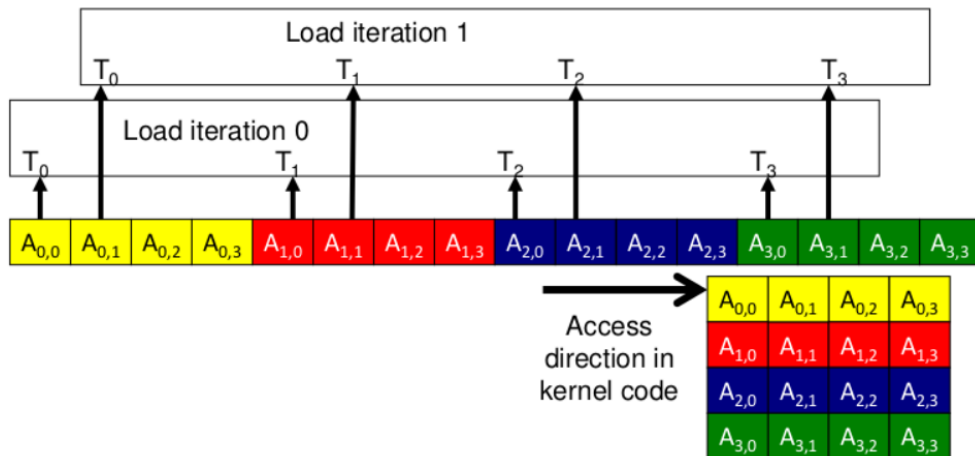 Load iteration 1
T₀ T₁ T₂ T₃
Load iteration 0
T₀ T₁ T₂ T₃
A₀,₀ A₀,₁ A₀,₂ A₀,₃ A₁,₀ A₁,₁ A₁,₂ A₁,₃ A₂,₀ A₂,₁ A₂,₂ A₂,₃ A₃,₀ A₃,₁ A₃,₂ A₃,₃
Access
direction in
kernel code
A₀,₀ A₀,₁ A₀,₂ A₀,₃
A₁,₀ A₁,₁ A₁,₂ A₁,₃
A₂,₀ A₂,₁ A₂,₂ A₂,₃
A₃,₀ A₃,₁ A₃,₂ A₃,₃